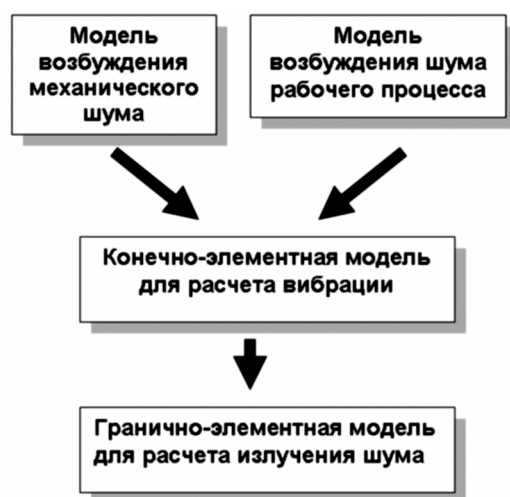 Модель
возбуждения
механического
шума
Модель
возбуждения шума
рабочего процесса
Конечно-элементная модель
для расчета вибрации
Гранично-элементная модель
для расчета излучения шума